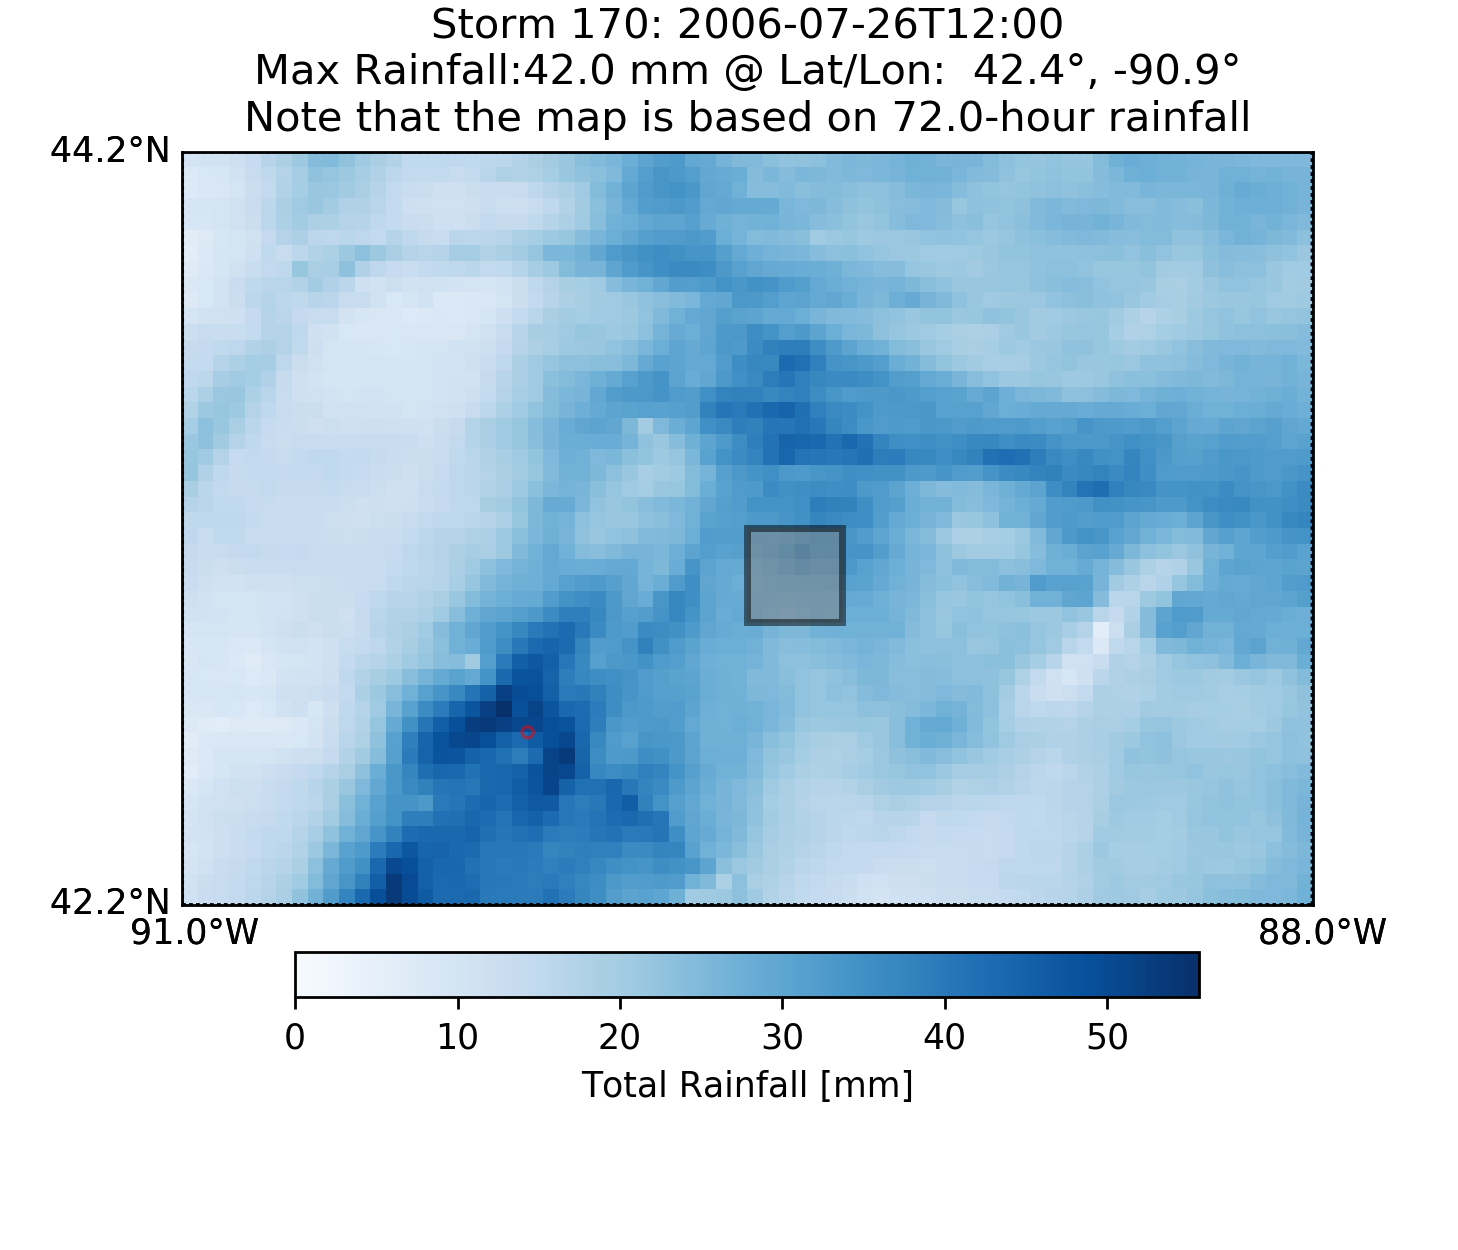 Storm 170: 2006-07-26T12:00
Max Rainfall:42.0 mm @ Lat/Lon:  42.4°, -90.9°
Note that the map is based on 72.0-hour rainfall
44.2°N
42.2°N
91.0°W
88.0°W
0
10
20
30
40
50
Total Rainfall [mm]